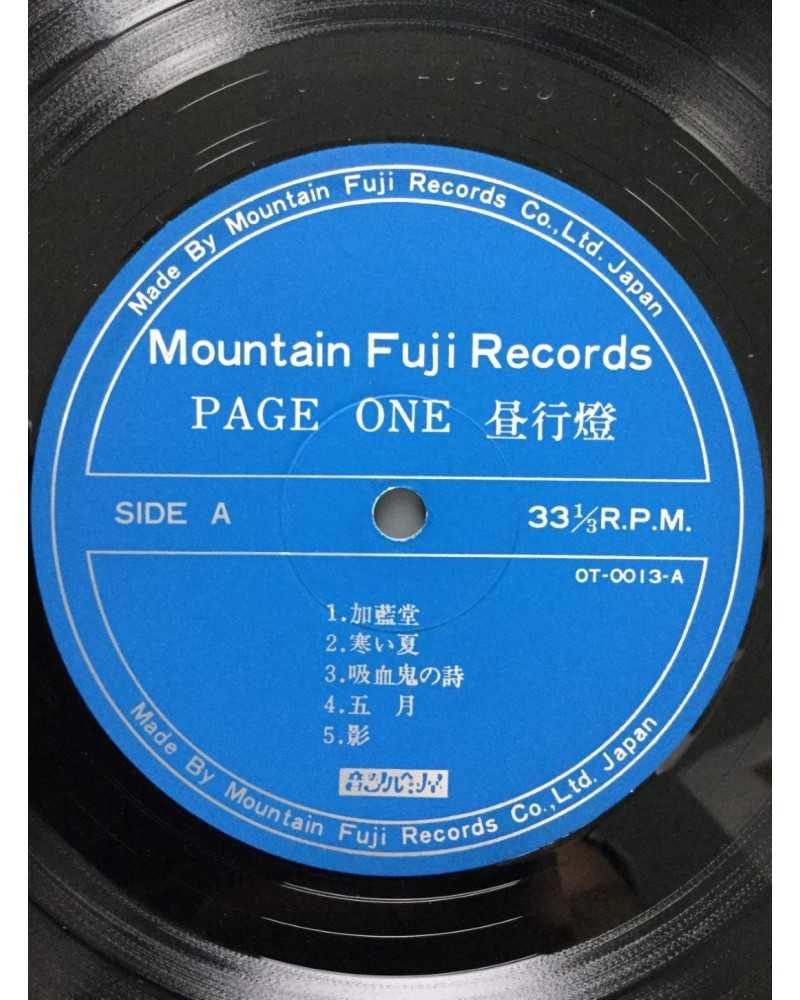 Made By Mountain Fuji Records Co.,Ltd. Japan
Mountain Fuji Records
PAGE ONE 昼行燈
SIDE A
33⅓R.P.M.
OT-0013-A
1.加藍堂
2.寒い夏
3.吸血鬼の詩
4.五 月
5.影
Made By Mountain Fuji Records Co.,Ltd. Japan